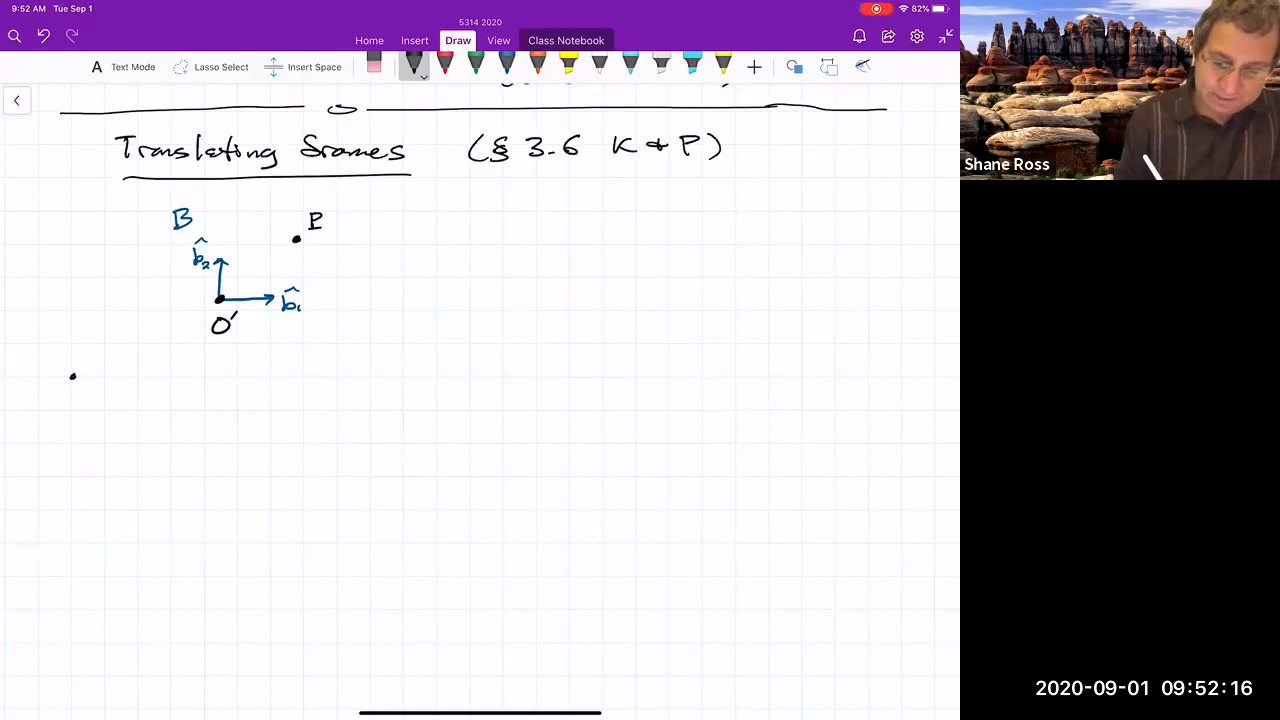 9:52 AM Tue Sep 1
82%
5314 2020
Home Insert Draw View Class Notebook
Text Mode Lasso Select Insert Space
Translating frames (§ 3.6 K & P)
B
P
b̂₂
b̂₁
O'
Shane Ross
2020-09-01 09:52:16